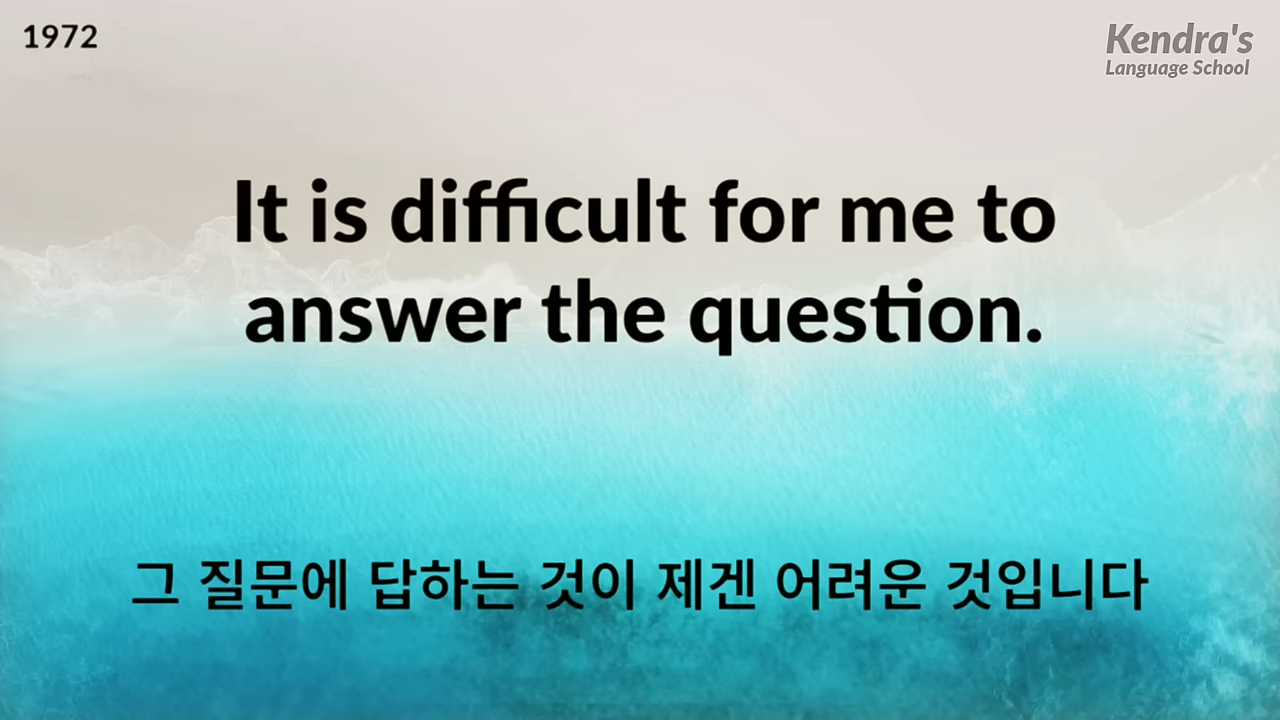 1972
Kendra's
Language School
It is difficult for me to
answer the question.
그 질문에 답하는 것이 제겐 어려운 것입니다